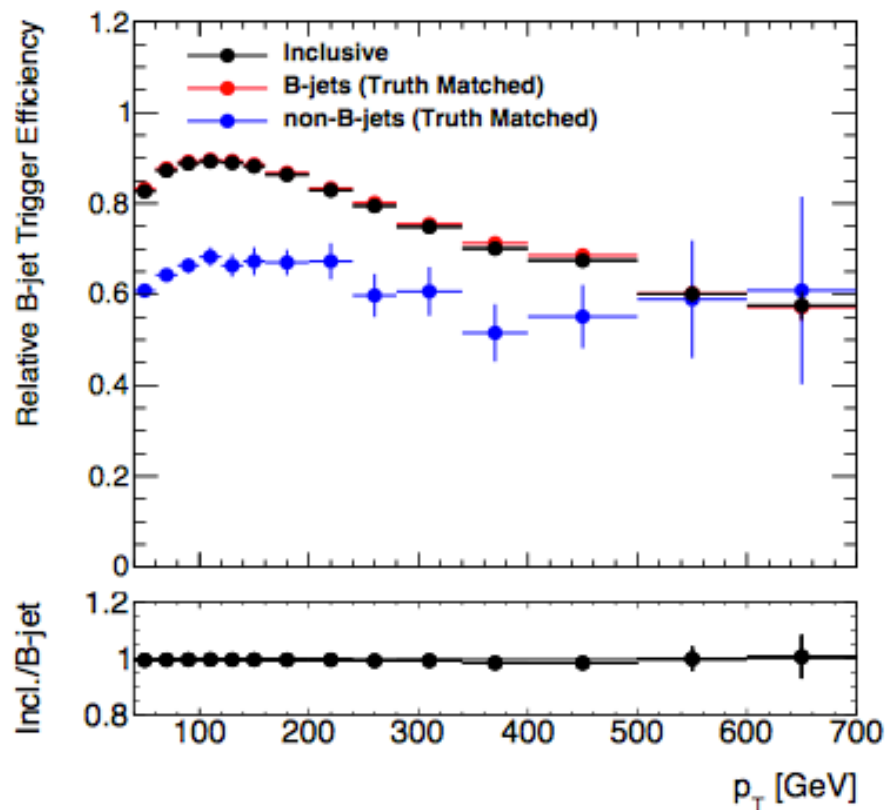 Relative B-jet Trigger Efficiency
1.2
1
0.8
0.6
0.4
0.2
0
Inclusive
B-jets (Truth Matched)
non-B-jets (Truth Matched)
Incl./B-jet
1.2
1
0.8
100 200 300 400 500 600 700
p_T [GeV]